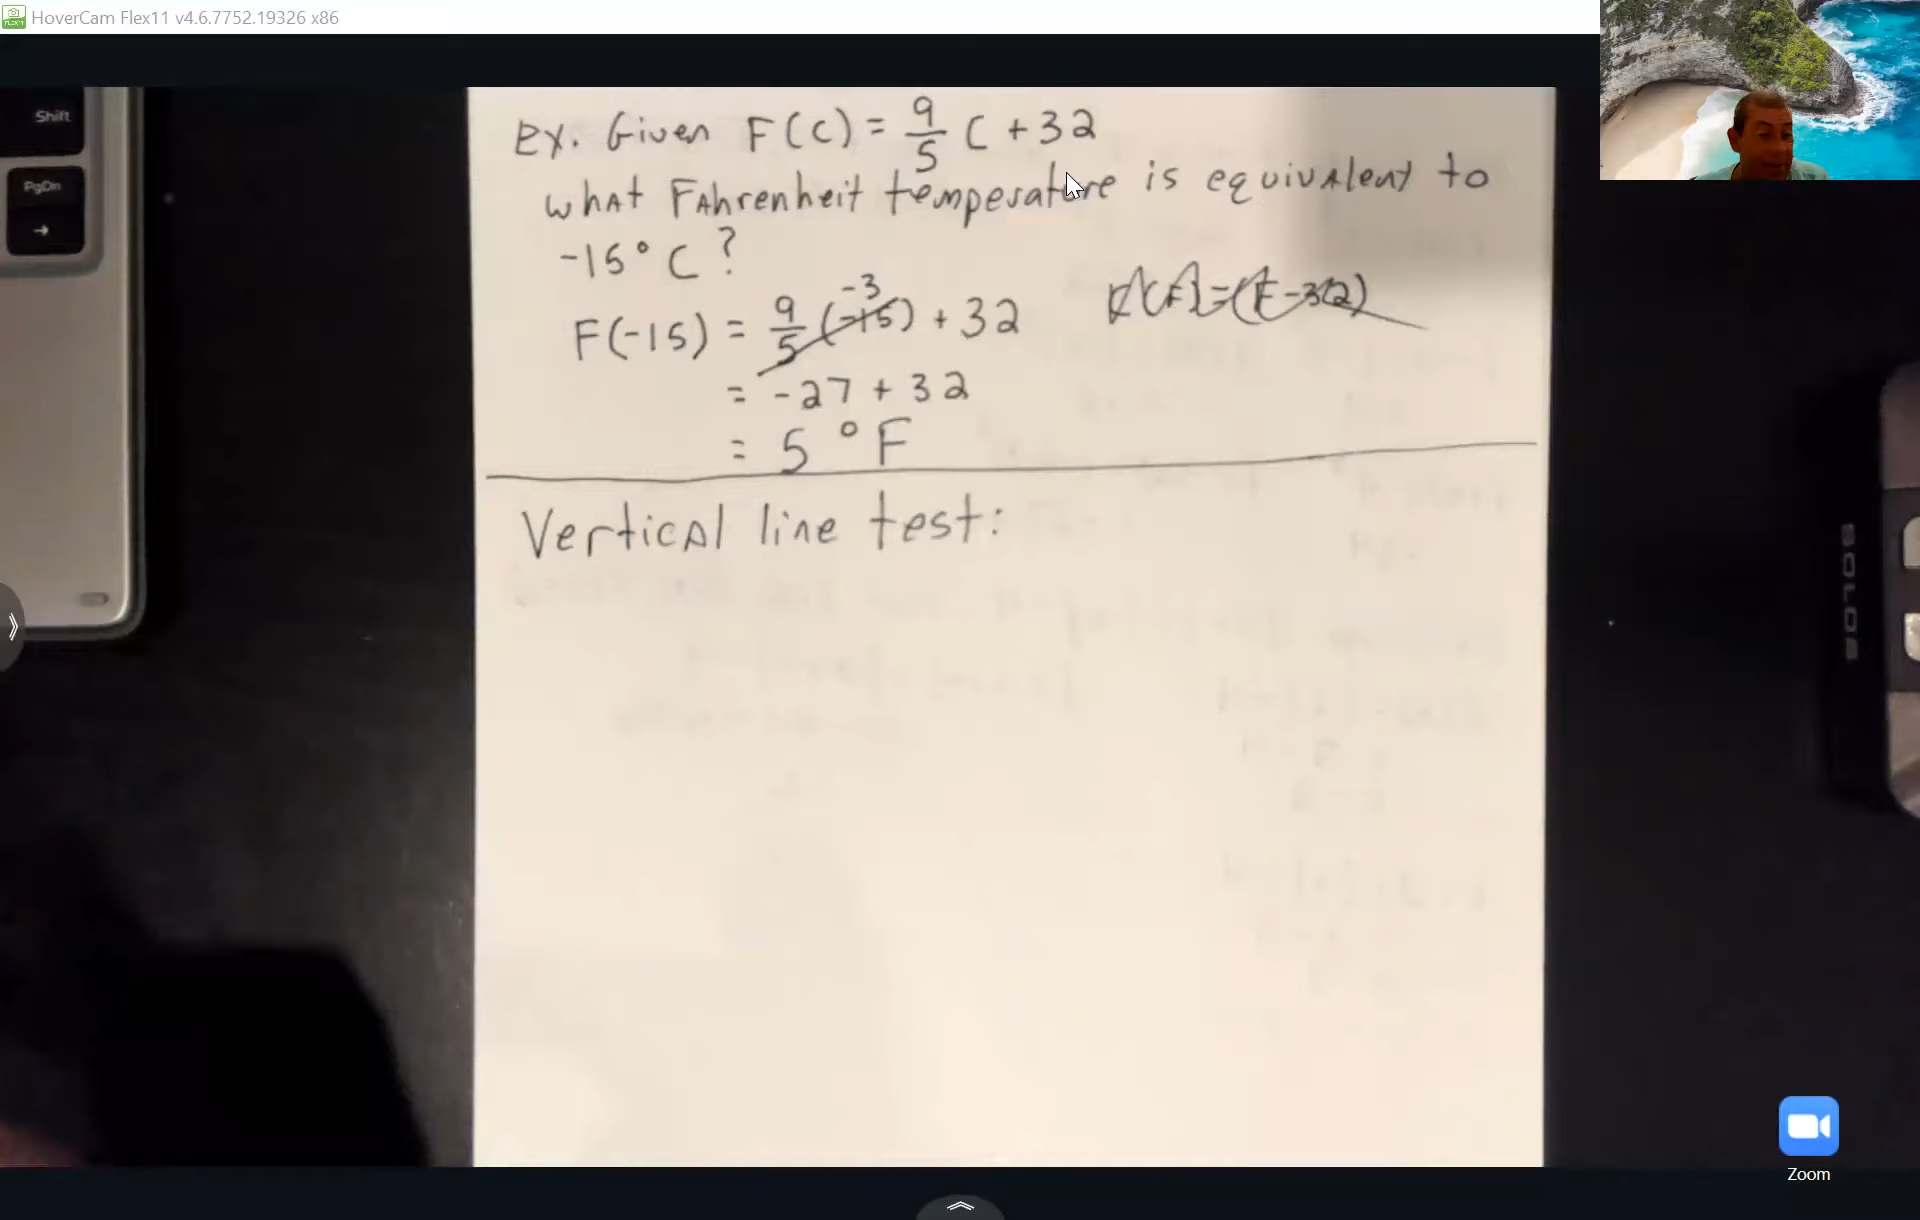 HoverCam Flex11 v4.6.7752.19326 x86
Shift
PgDn
→
Ex. Given F(C) = 9/5 C + 32
what Fahrenheit temperature is equivalent to
-15° C ?
-3
F(-15) = 9/5 (-15) + 32
= -27 + 32
= 5 °F
Vertical line test:
Zoom